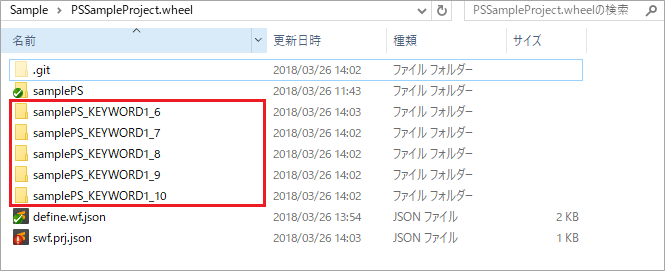 Sample › PSSampleProject.wheel PSSampleProject.wheelの検索
名前 更新日時 種類 サイズ
.git 2018/03/26 14:02 ファイル フォルダー
samplePS 2018/03/26 11:43 ファイル フォルダー
samplePS_KEYWORD1_6 2018/03/26 14:03 ファイル フォルダー
samplePS_KEYWORD1_7 2018/03/26 14:02 ファイル フォルダー
samplePS_KEYWORD1_8 2018/03/26 14:02 ファイル フォルダー
samplePS_KEYWORD1_9 2018/03/26 14:02 ファイル フォルダー
samplePS_KEYWORD1_10 2018/03/26 14:02 ファイル フォルダー
define.wf.json 2018/03/26 13:54 JSON ファイル 2 KB
swf.prj.json 2018/03/26 14:03 JSON ファイル 1 KB